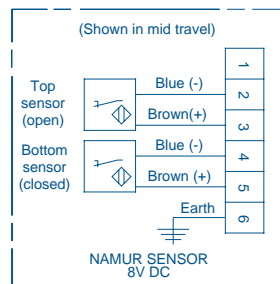 (Shown in mid travel)
1
Top
sensor
(open)
Blue (-)
2
Brown(+)
3
Bottom
sensor
(closed)
Blue (-)
4
Brown (+)
5
Earth
6
NAMUR SENSOR
8V DC